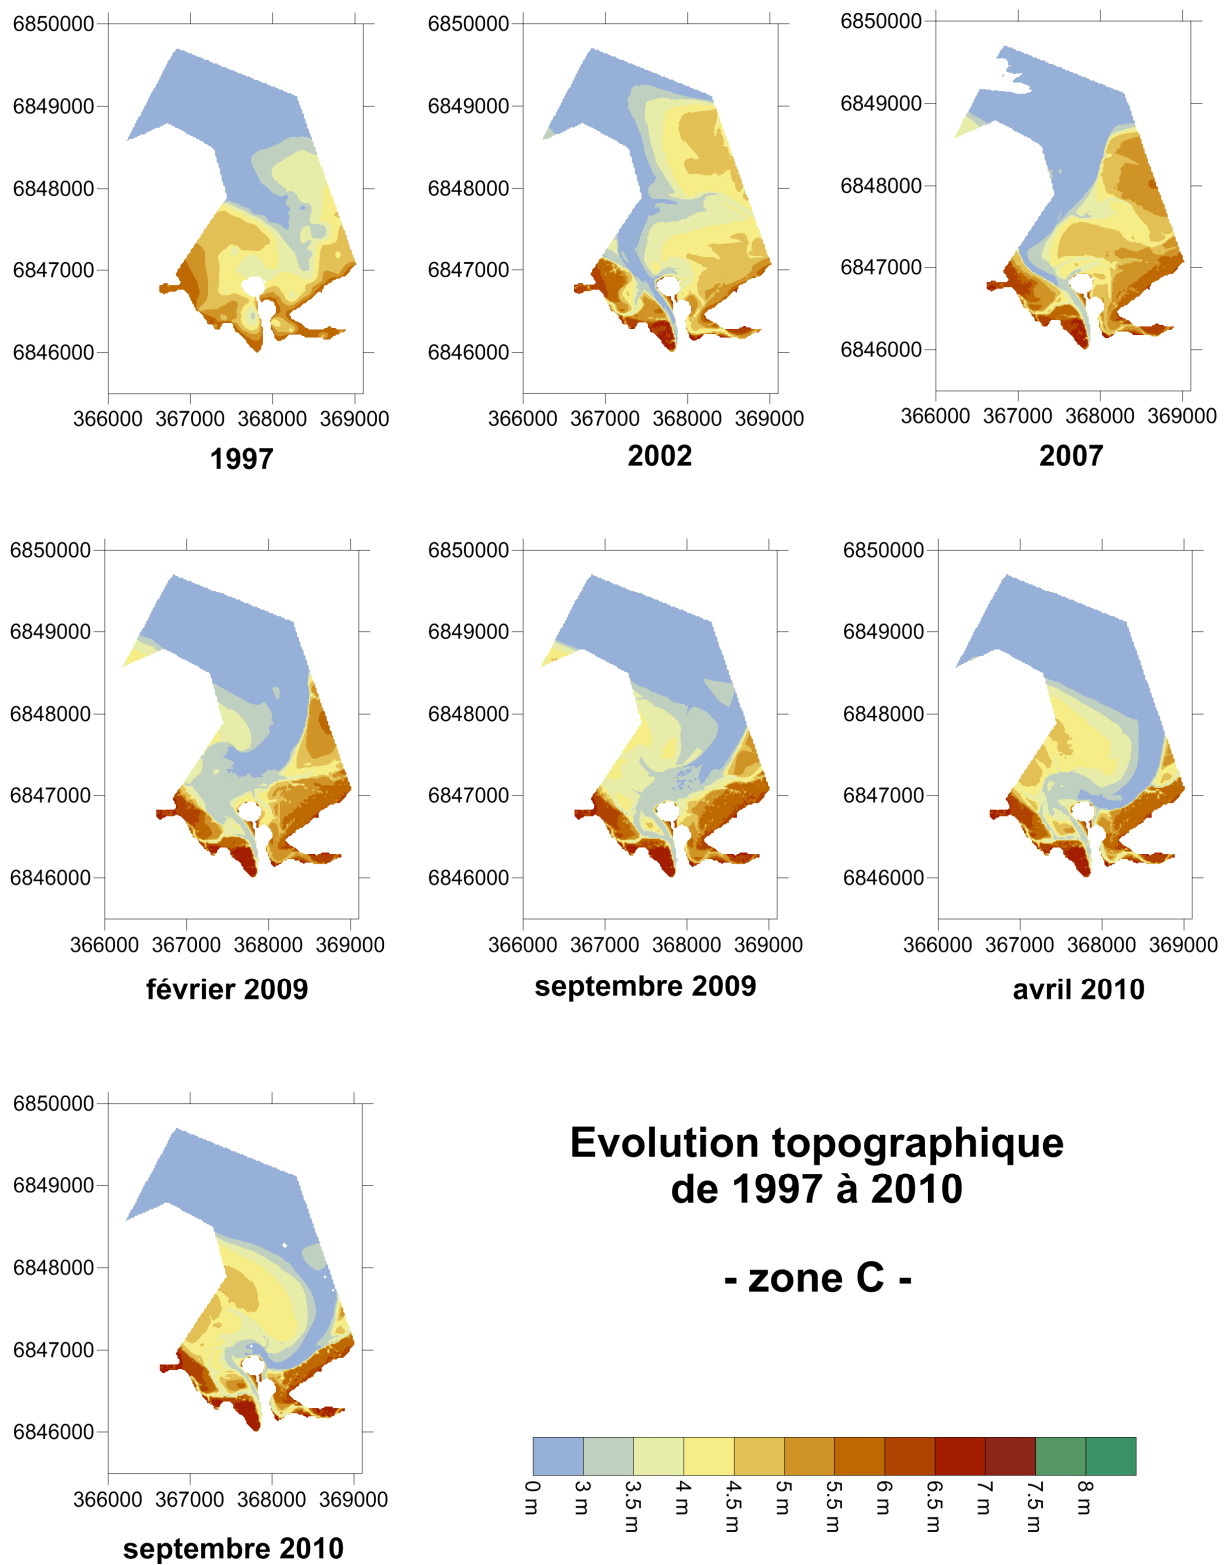 6850000
6849000
6848000
6847000
6846000
366000 367000 368000 369000
1997
6850000
6849000
6848000
6847000
6846000
366000 367000 368000 369000
2002
6850000
6849000
6848000
6847000
6846000
366000 367000 368000 369000
2007
6850000
6849000
6848000
6847000
6846000
366000 367000 368000 369000
février 2009
6850000
6849000
6848000
6847000
6846000
366000 367000 368000 369000
septembre 2009
6850000
6849000
6848000
6847000
6846000
366000 367000 368000 369000
avril 2010
6850000
6849000
6848000
6847000
6846000
366000 367000 368000 369000
septembre 2010
Evolution topographique
de 1997 à 2010
- zone C -
0 m
3 m
3.5 m
4 m
4.5 m
5 m
5.5 m
6 m
6.5 m
7 m
7.5 m
8 m